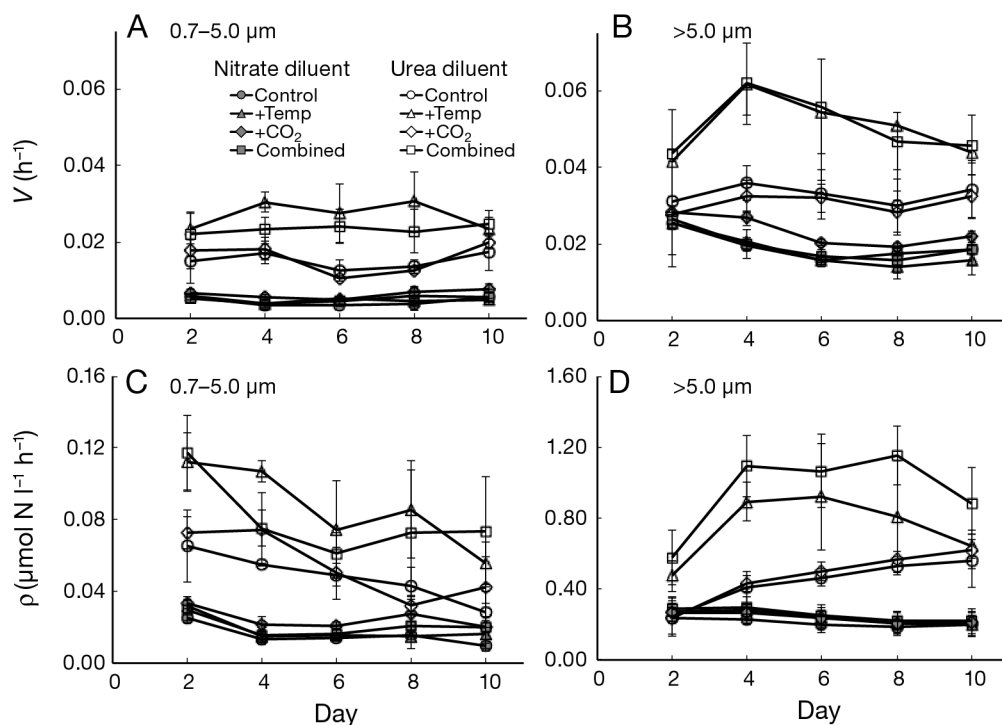 A 0.7–5.0 µm
B >5.0 µm
Nitrate diluent Urea diluent
Control Control
+Temp +Temp
+CO₂ +CO₂
Combined Combined
V (h⁻¹)
0.06
0.04
0.02
0.00
0 2 4 6 8 10
0.06
0.04
0.02
0.00
0 2 4 6 8 10
C 0.7–5.0 µm
D >5.0 µm
ρ (µmol N l⁻¹ h⁻¹)
0.16
0.12
0.08
0.04
0.00
0 2 4 6 8 10
1.60
1.20
0.80
0.40
0.00
0 2 4 6 8 10
Day Day